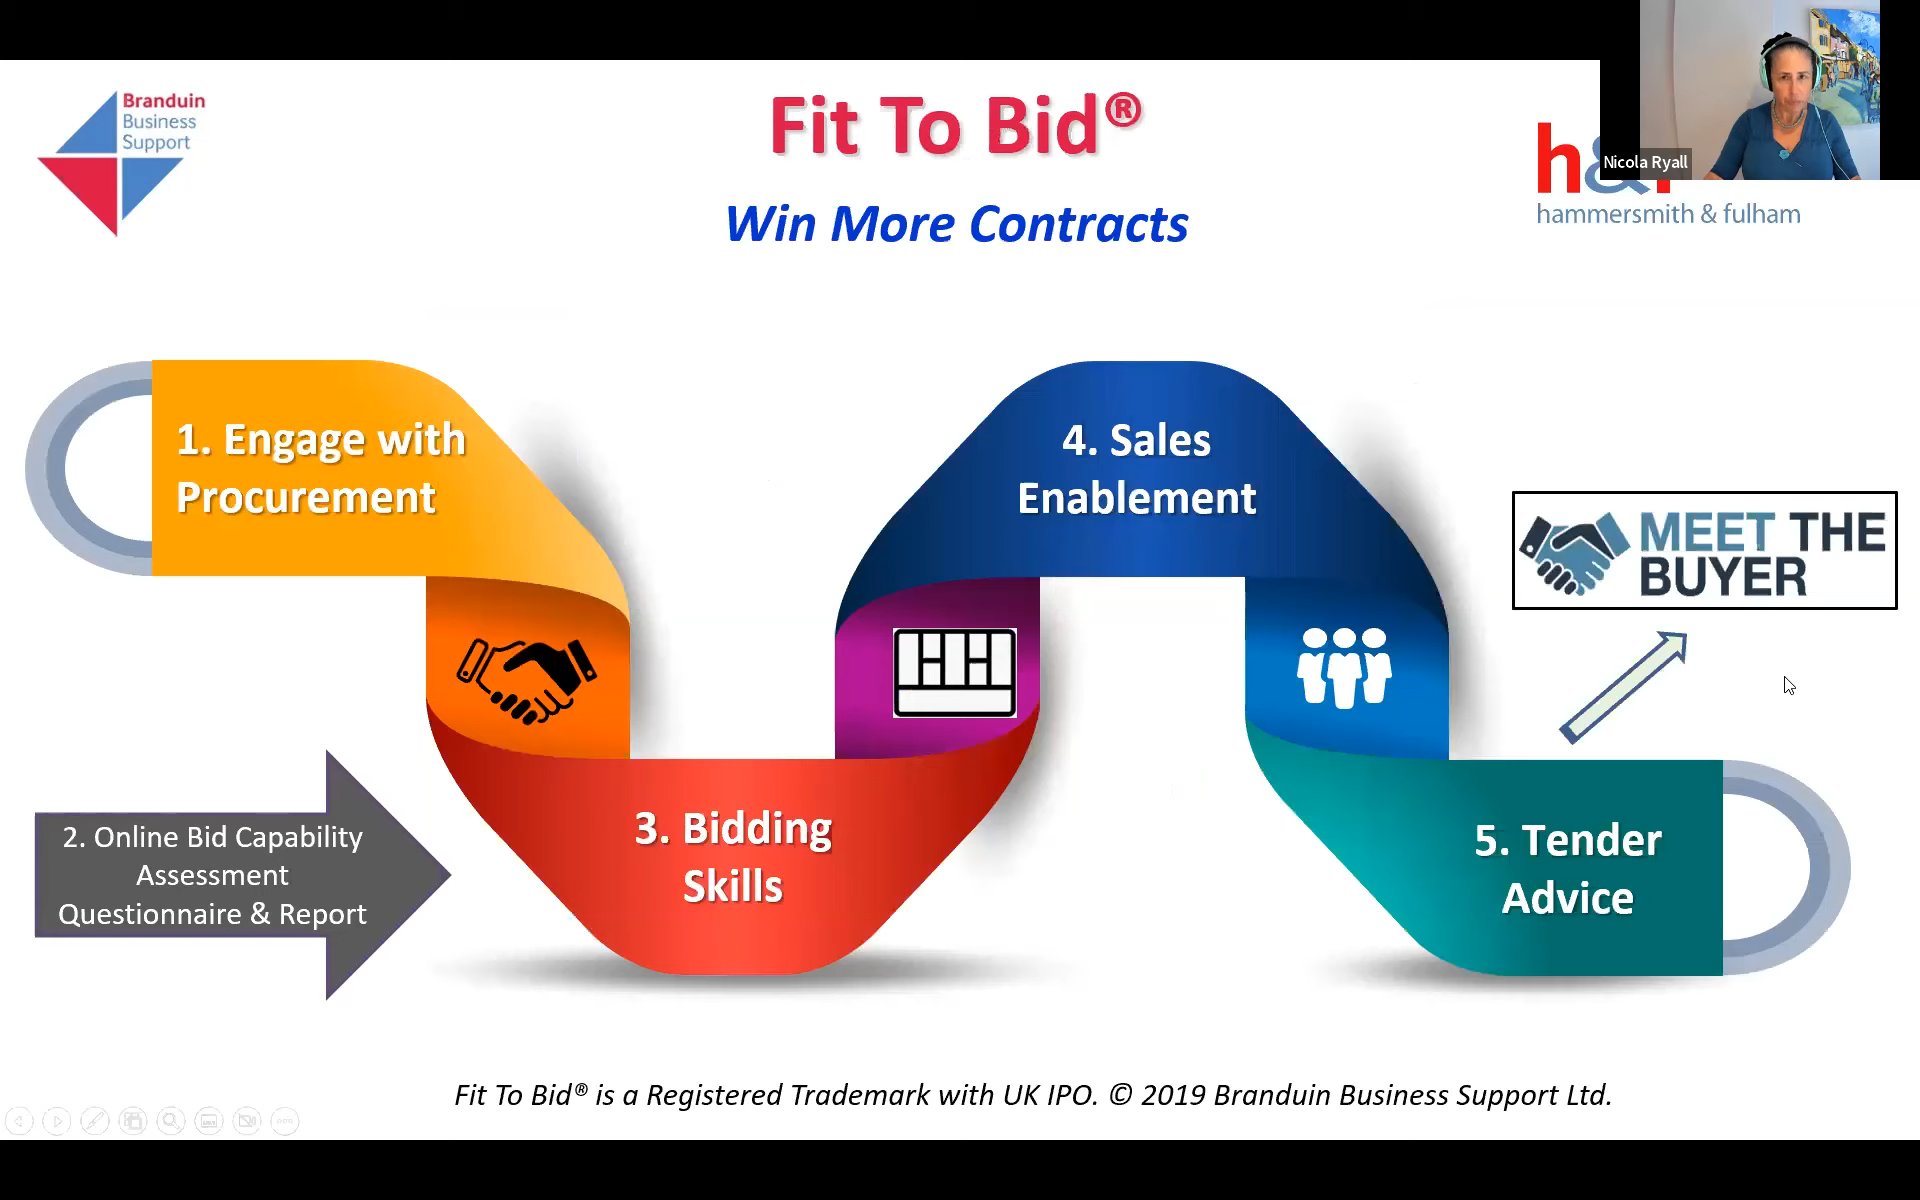 Branduin
Business
Support
Fit To Bid®
Win More Contracts
h&
hammersmith & fulham
Nicola Ryall
1. Engage with
Procurement
4. Sales
Enablement
MEET THE
BUYER
2. Online Bid Capability
Assessment
Questionnaire & Report
3. Bidding
Skills
5. Tender
Advice
Fit To Bid® is a Registered Trademark with UK IPO. © 2019 Branduin Business Support Ltd.